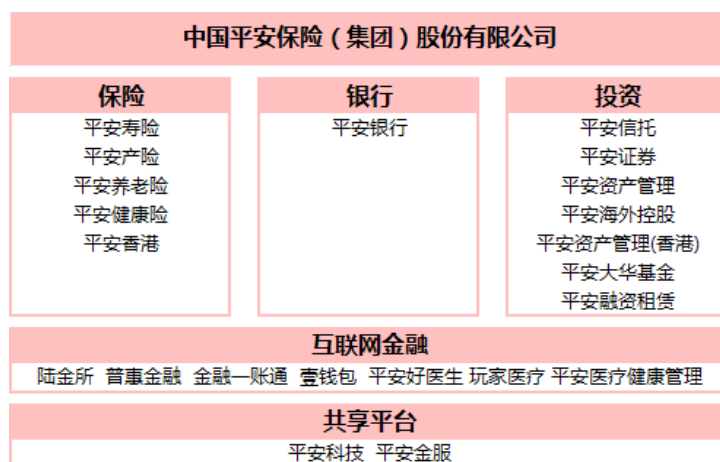 中国平安保险（集团）股份有限公司
保险
平安寿险
平安产险
平安养老险
平安健康险
平安香港
银行
平安银行
投资
平安信托
平安证券
平安资产管理
平安海外控股
平安资产管理(香港)
平安大华基金
平安融资租赁
互联网金融
陆金所 普惠金融 金融一账通 壹钱包 平安好医生 玩家医疗 平安医疗健康管理
共享平台
平安科技 平安金服